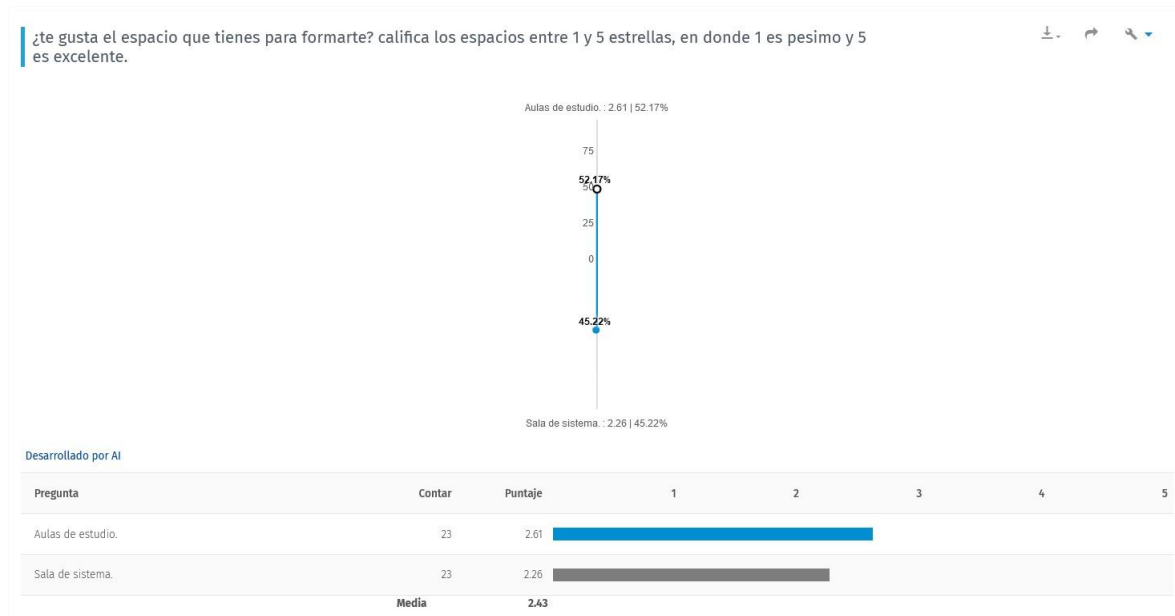 ¿te gusta el espacio que tienes para formarte? califica los espacios entre 1 y 5 estrellas, en donde 1 es pesimo y 5
es excelente.
Aulas de estudio. : 2.61 | 52.17%
75
52.17%
50
25
0
45.22%
Sala de sistema. : 2.26 | 45.22%
Desarrollado por AI
Pregunta Contar Puntaje 1 2 3 4 5
Aulas de estudio. 23 2.61
Sala de sistema. 23 2.26
Media 2.43